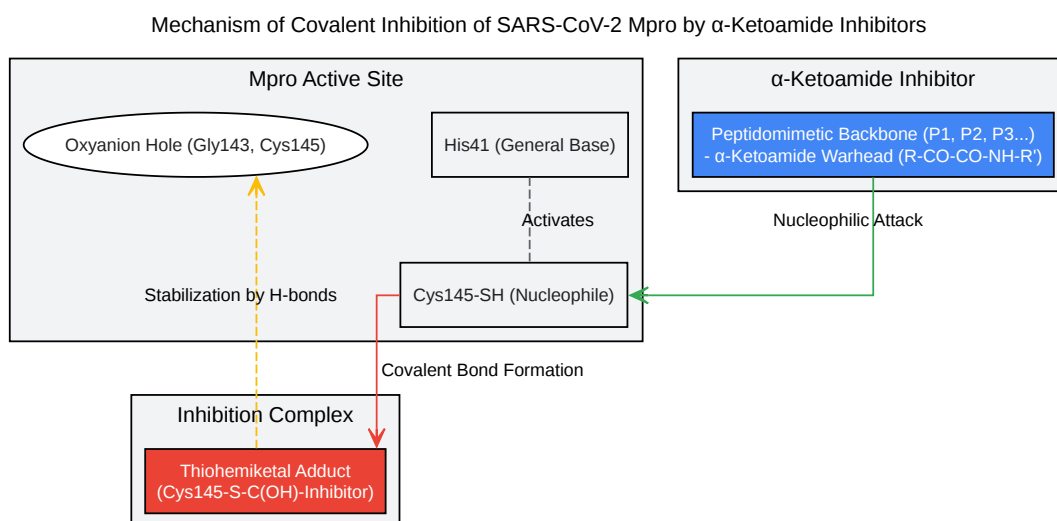 Mechanism of Covalent Inhibition of SARS-CoV-2 Mpro by α-Ketoamide Inhibitors
Mpro Active Site
α-Ketoamide Inhibitor
Oxyanion Hole (Gly143, Cys145)
His41 (General Base)
Peptidomimetic Backbone (P1, P2, P3...)
- α-Ketoamide Warhead (R-CO-CO-NH-R')
Activates
Nucleophilic Attack
Stabilization by H-bonds
Cys145-SH (Nucleophile)
Covalent Bond Formation
Inhibition Complex
Thiohemiketal Adduct
(Cys145-S-C(OH)-Inhibitor)